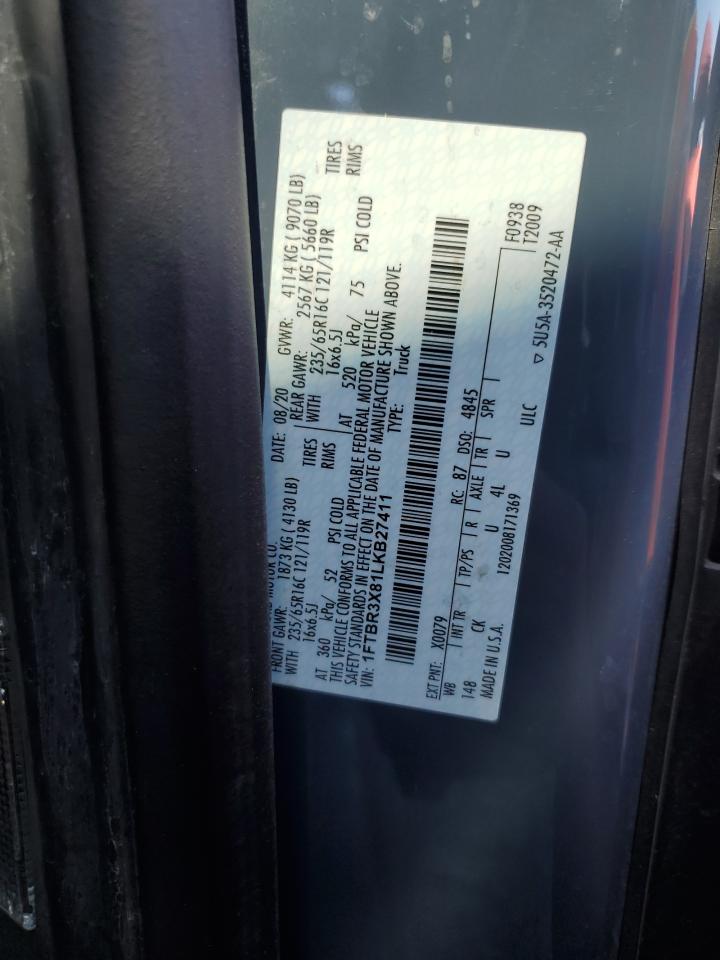 MOTOR CO.
DATE: 08/20 GVWR: 4114 KG ( 9070 LB)
FRONT GAWR: 1873 KG ( 4130 LB) REAR GAWR: 2567 KG ( 5660 LB)
WITH 235/65R16C 121/119R TIRES WITH 235/65R16C 121/119R TIRES
16x6.5J RIMS 16x6.5J RIMS
AT 360 kPa/ 52 PSI COLD AT 520 kPa/ 75 PSI COLD
THIS VEHICLE CONFORMS TO ALL APPLICABLE FEDERAL MOTOR VEHICLE
SAFETY STANDARDS IN EFFECT ON THE DATE OF MANUFACTURE SHOWN ABOVE.
VIN: 1FTBR3X81LKB27411 TYPE: Truck
EXT PNT: X0079 RC: 87 DSO: 4845 F0938
WB INT TR TP/PS R AXLE TR SPR T2009
148 CK U 4L U
MADE IN U.S.A. 1202008171369 ULC ▽ 5U5A-3520472-AA